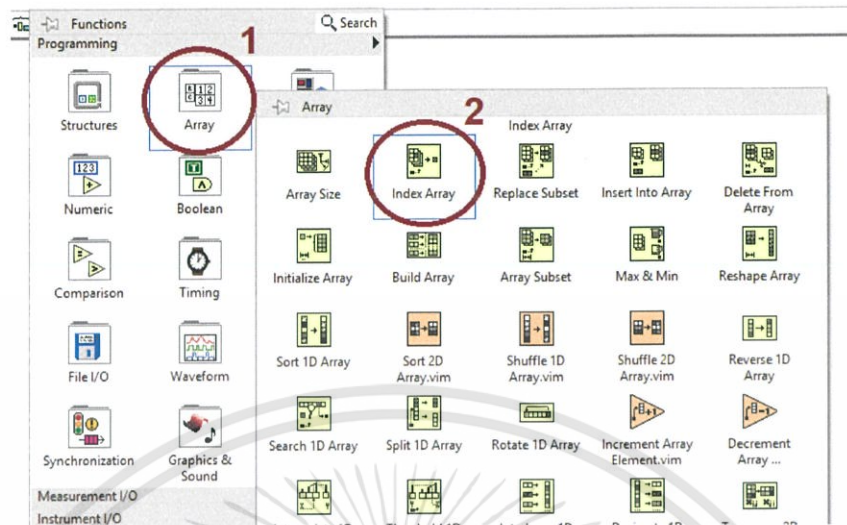 Functions
Search
Programming
1
Structures
Array
Numeric
Boolean
Comparison
Timing
File I/O
Waveform
Synchronization
Graphics &
Sound
Measurement I/O
Instrument I/O
Array
2
Index Array
Array Size
Index Array
Replace Subset
Insert Into Array
Delete From
Array
Initialize Array
Build Array
Array Subset
Max & Min
Reshape Array
Sort 1D Array
Sort 2D
Array.vim
Shuffle 1D
Array.vim
Shuffle 2D
Array.vim
Reverse 1D
Array
Search 1D Array
Split 1D Array
Rotate 1D Array
Increment Array
Element.vim
Decrement
Array ...